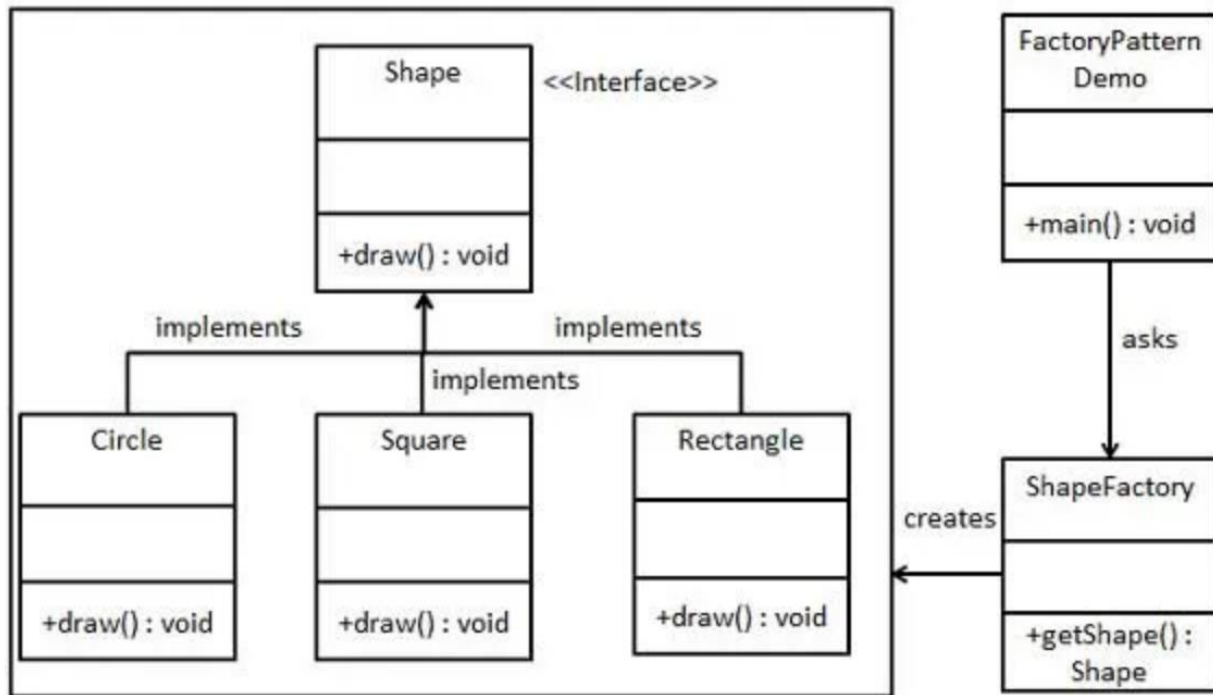 Shape
<<Interface>>
+draw() : void
implements
implements
implements
Circle
+draw() : void
Square
+draw() : void
Rectangle
+draw() : void
FactoryPattern
Demo
+main() : void
asks
ShapeFactory
+getShape() :
Shape
creates